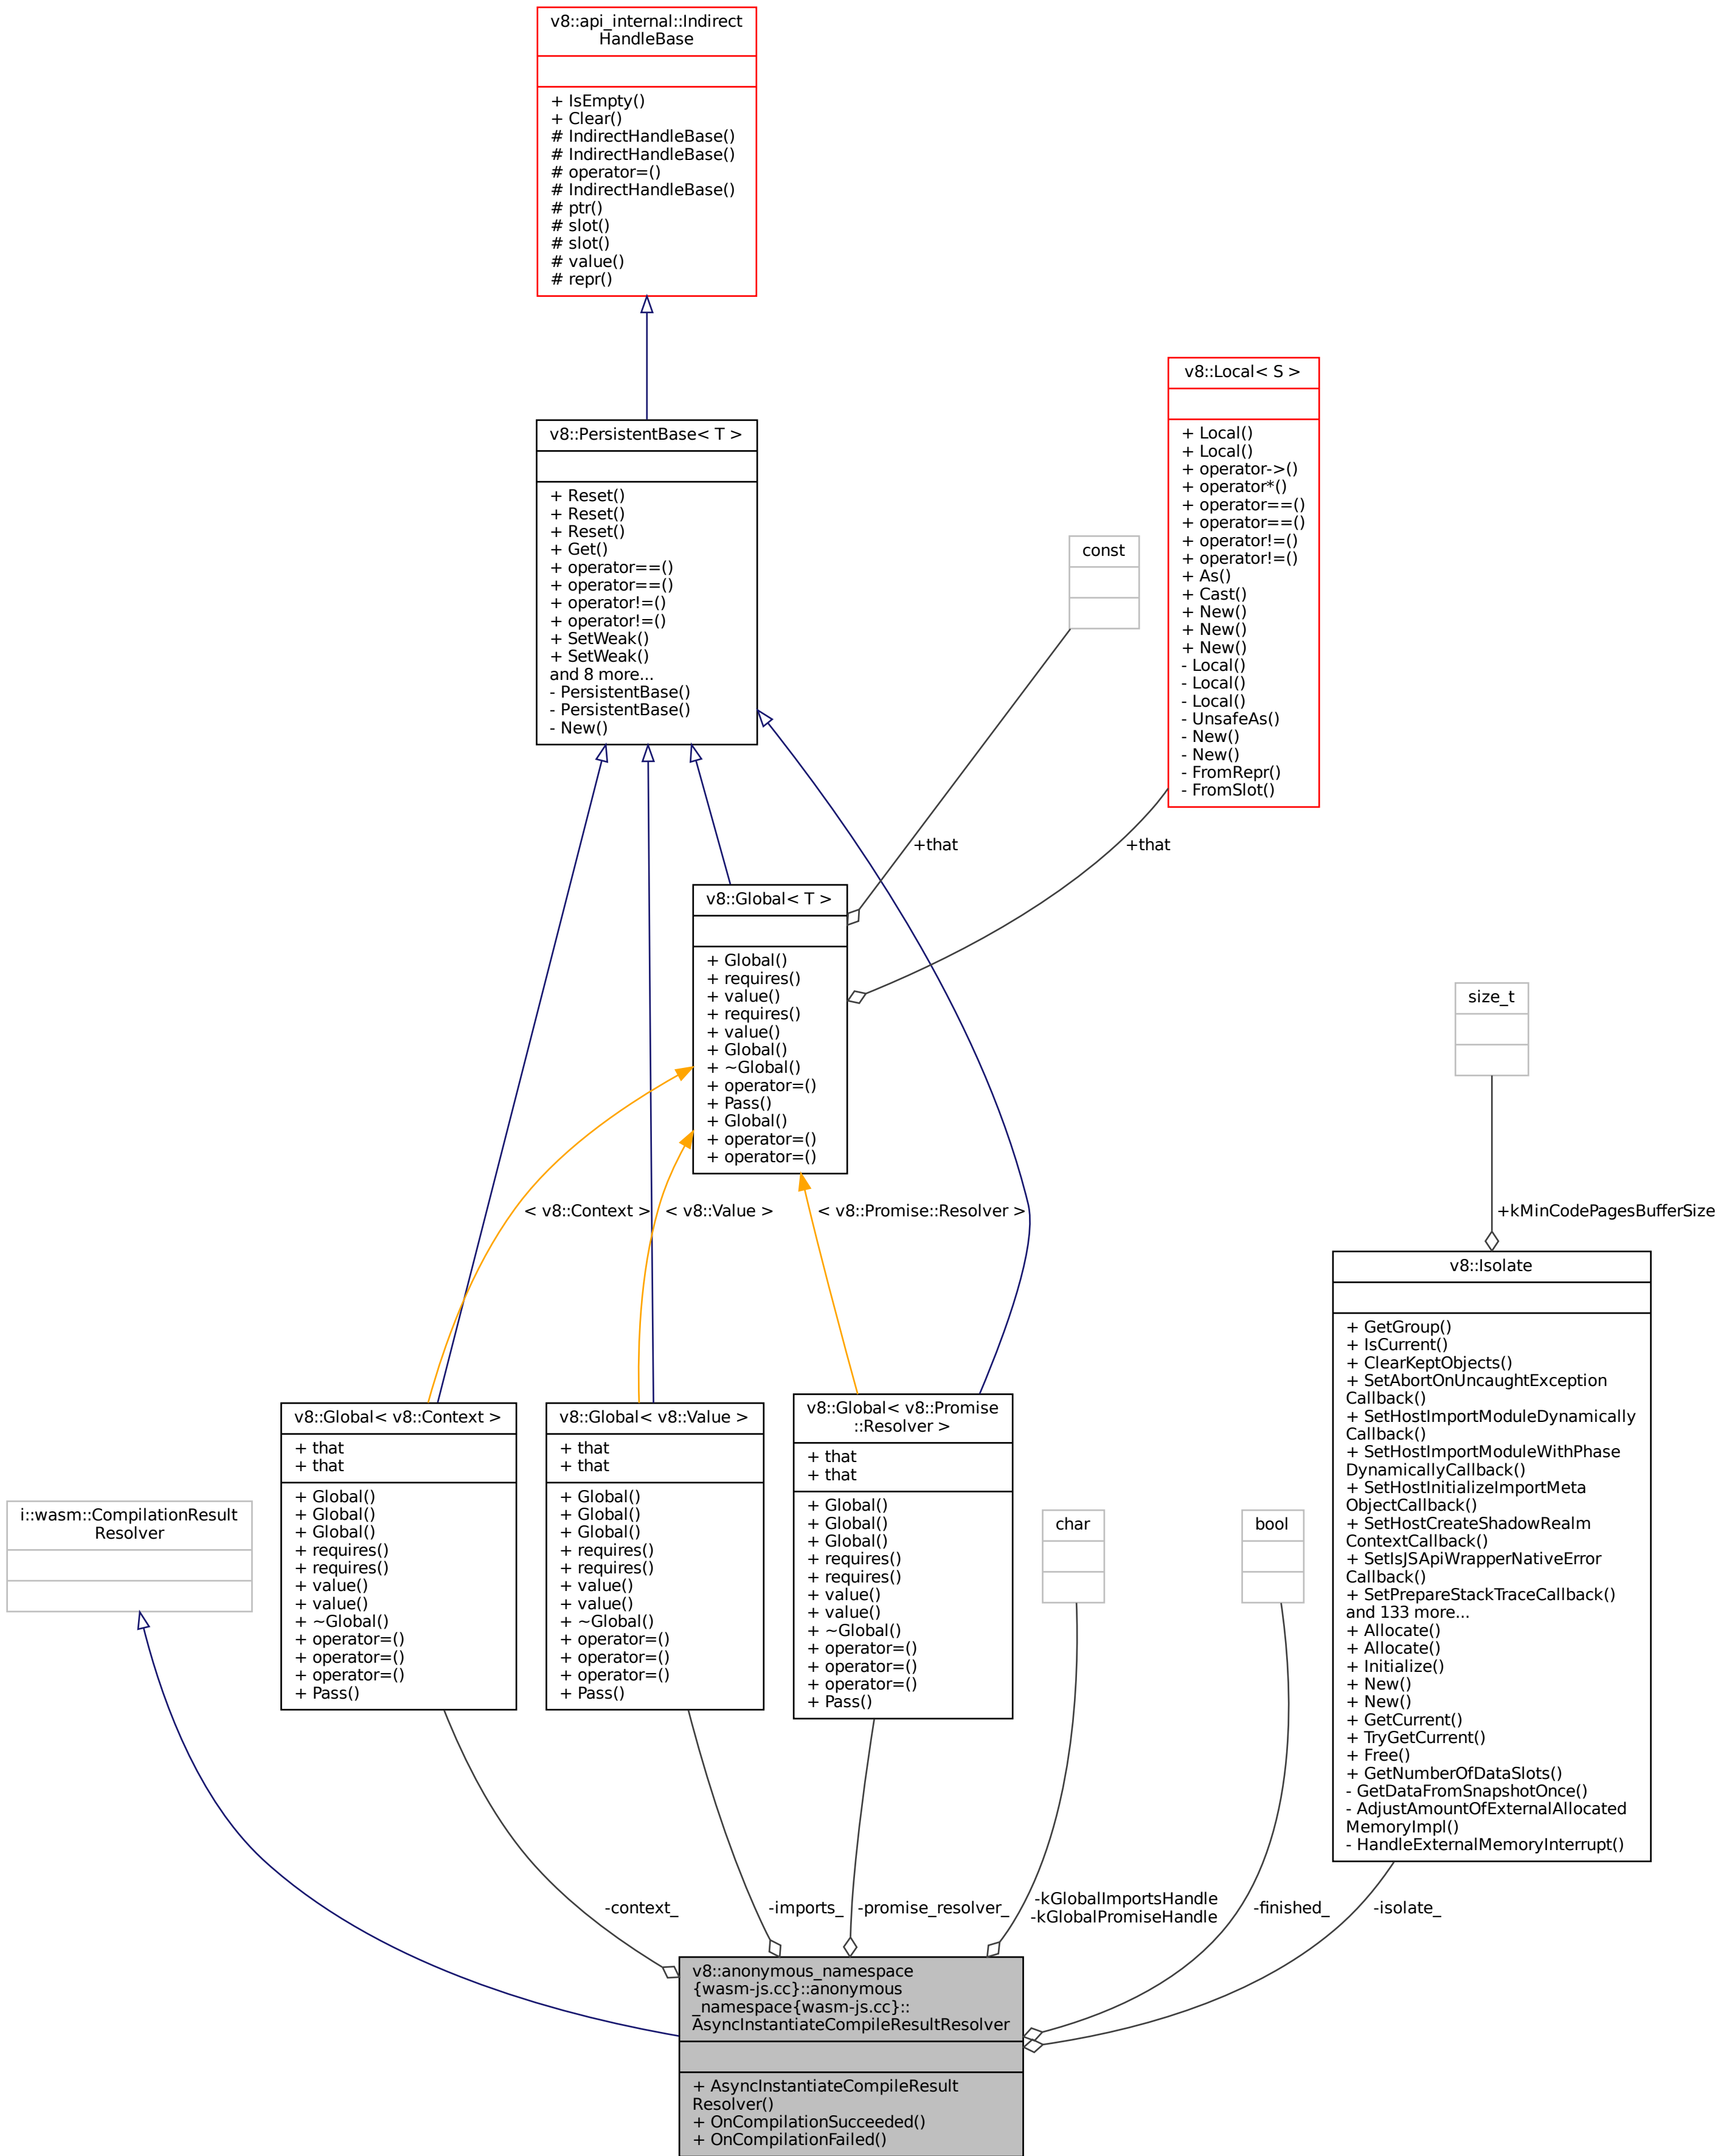 v8::api_internal::Indirect
HandleBase
+ IsEmpty()
+ Clear()
# IndirectHandleBase()
# IndirectHandleBase()
# operator=()
# IndirectHandleBase()
# ptr()
# slot()
# slot()
# value()
# repr()
v8::Local< S >
+ Local()
+ Local()
+ operator->()
+ operator*()
+ operator==()
+ operator==()
+ operator!=()
+ operator!=()
+ As()
+ Cast()
+ New()
+ New()
+ New()
- Local()
- Local()
- Local()
- UnsafeAs()
- New()
- New()
- FromRepr()
- FromSlot()
v8::PersistentBase< T >
+ Reset()
+ Reset()
+ Reset()
+ Get()
+ operator==()
+ operator==()
+ operator!=()
+ operator!=()
+ SetWeak()
+ SetWeak()
and 8 more...
- PersistentBase()
- PersistentBase()
- New()
const
+that
+that
v8::Global< T >
+ Global()
+ requires()
+ value()
+ requires()
+ value()
+ Global()
+ ~Global()
+ operator=()
+ Pass()
+ Global()
+ operator=()
+ operator=()
size_t
< v8::Context >
< v8::Value >
< v8::Promise::Resolver >
+kMinCodePagesBufferSize
v8::Isolate
+ GetGroup()
+ IsCurrent()
+ ClearKeptObjects()
+ SetAbortOnUncaughtException
Callback()
+ SetHostImportModuleDynamically
Callback()
+ SetHostImportModuleWithPhase
DynamicallyCallback()
+ SetHostInitializeImportMeta
ObjectCallback()
+ SetHostCreateShadowRealm
ContextCallback()
+ SetIsJSApiWrapperNativeError
Callback()
+ SetPrepareStackTraceCallback()
and 133 more...
+ Allocate()
+ Allocate()
+ Initialize()
+ New()
+ New()
+ GetCurrent()
+ TryGetCurrent()
+ Free()
+ GetNumberOfDataSlots()
- GetDataFromSnapshotOnce()
- AdjustAmountOfExternalAllocated
MemoryImpl()
- HandleExternalMemoryInterrupt()
i::wasm::CompilationResult
Resolver
v8::Global< v8::Context >
+ that
+ that
+ Global()
+ Global()
+ Global()
+ requires()
+ requires()
+ value()
+ value()
+ ~Global()
+ operator=()
+ operator=()
+ operator=()
+ Pass()
v8::Global< v8::Value >
+ that
+ that
+ Global()
+ Global()
+ Global()
+ requires()
+ requires()
+ value()
+ value()
+ ~Global()
+ operator=()
+ operator=()
+ operator=()
+ Pass()
v8::Global< v8::Promise
::Resolver >
+ that
+ that
+ Global()
+ Global()
+ Global()
+ requires()
+ requires()
+ value()
+ value()
+ ~Global()
+ operator=()
+ operator=()
+ operator=()
+ Pass()
char
bool
-context_
-imports_
-promise_resolver_
-kGlobalImportsHandle
-kGlobalPromiseHandle
-finished_
-isolate_
v8::anonymous_namespace
{wasm-js.cc}::anonymous
_namespace{wasm-js.cc}::
AsyncInstantiateCompileResultResolver
+ AsyncInstantiateCompileResult
Resolver()
+ OnCompilationSucceeded()
+ OnCompilationFailed()